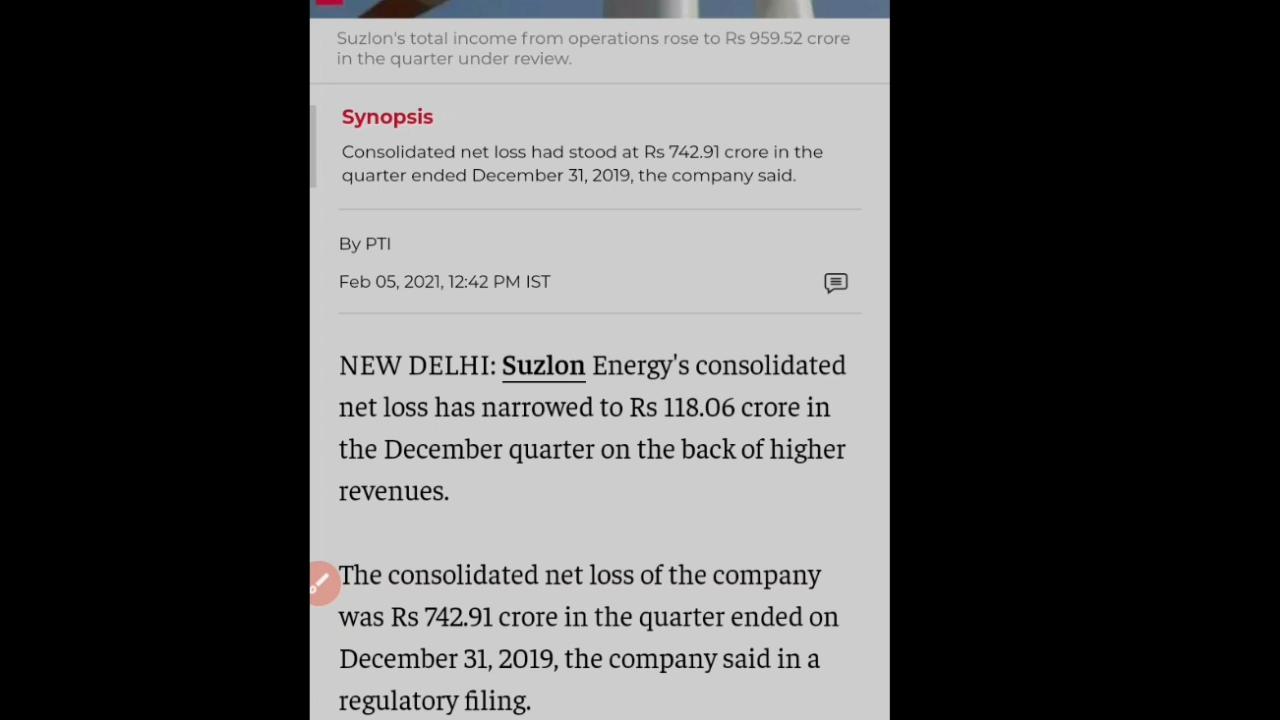 Suzlon's total income from operations rose to Rs 959.52 crore
in the quarter under review.
Synopsis
Consolidated net loss had stood at Rs 742.91 crore in the
quarter ended December 31, 2019, the company said.
By PTI
Feb 05, 2021, 12:42 PM IST
NEW DELHI: Suzlon Energy's consolidated
net loss has narrowed to Rs 118.06 crore in
the December quarter on the back of higher
revenues.
The consolidated net loss of the company
was Rs 742.91 crore in the quarter ended on
December 31, 2019, the company said in a
regulatory filing.